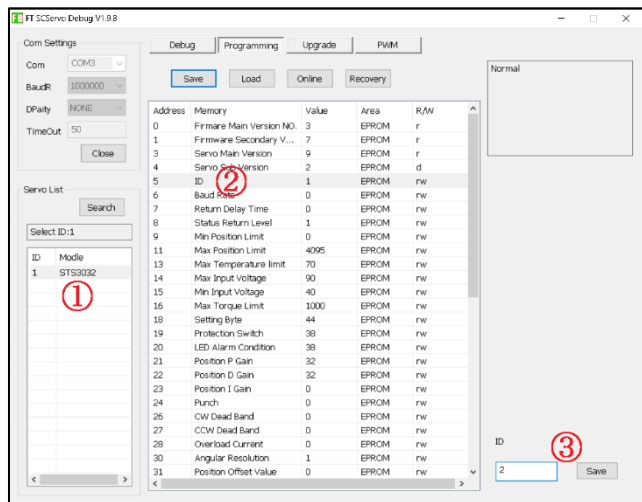 FT SCServo Debug V1.9.8
Com Settings
Com COM3
BaudR 1000000
DPaity NONE
TimeOut 50
Close
Servo List
Search
Select ID:1
ID Modle
1 STS3032
①
Debug Programming Upgrade PWM
Save Load Online Recovery
Address Memory Value Area R/W
0 Firmare Main Version NO. 3 EPROM r
1 Firmware Secondary V... 7 EPROM r
3 Servo Main Version 9 EPROM r
4 Servo Sub Version 2 EPROM d
5 ID 1 EPROM rw
②
6 Baud Rate 0 EPROM rw
7 Return Delay Time 0 EPROM rw
8 Status Return Level 1 EPROM rw
9 Min Position Limit 0 EPROM rw
11 Max Position Limit 4095 EPROM rw
13 Max Temperature limit 70 EPROM rw
14 Max Input Voltage 90 EPROM rw
15 Min Input Voltage 40 EPROM rw
16 Max Torque Limit 1000 EPROM rw
18 Setting Byte 44 EPROM rw
19 Protection Switch 38 EPROM rw
20 LED Alarm Condition 38 EPROM rw
21 Position P Gain 32 EPROM rw
22 Position D Gain 32 EPROM rw
23 Position I Gain 0 EPROM rw
24 Punch 0 EPROM rw
26 CW Dead Band 0 EPROM rw
27 CCW Dead Band 0 EPROM rw
28 Overload Current 0 EPROM rw
30 Angular Resolution 1 EPROM rw
31 Position Offset Value 0 EPROM rw
Normal
ID
③
2 Save